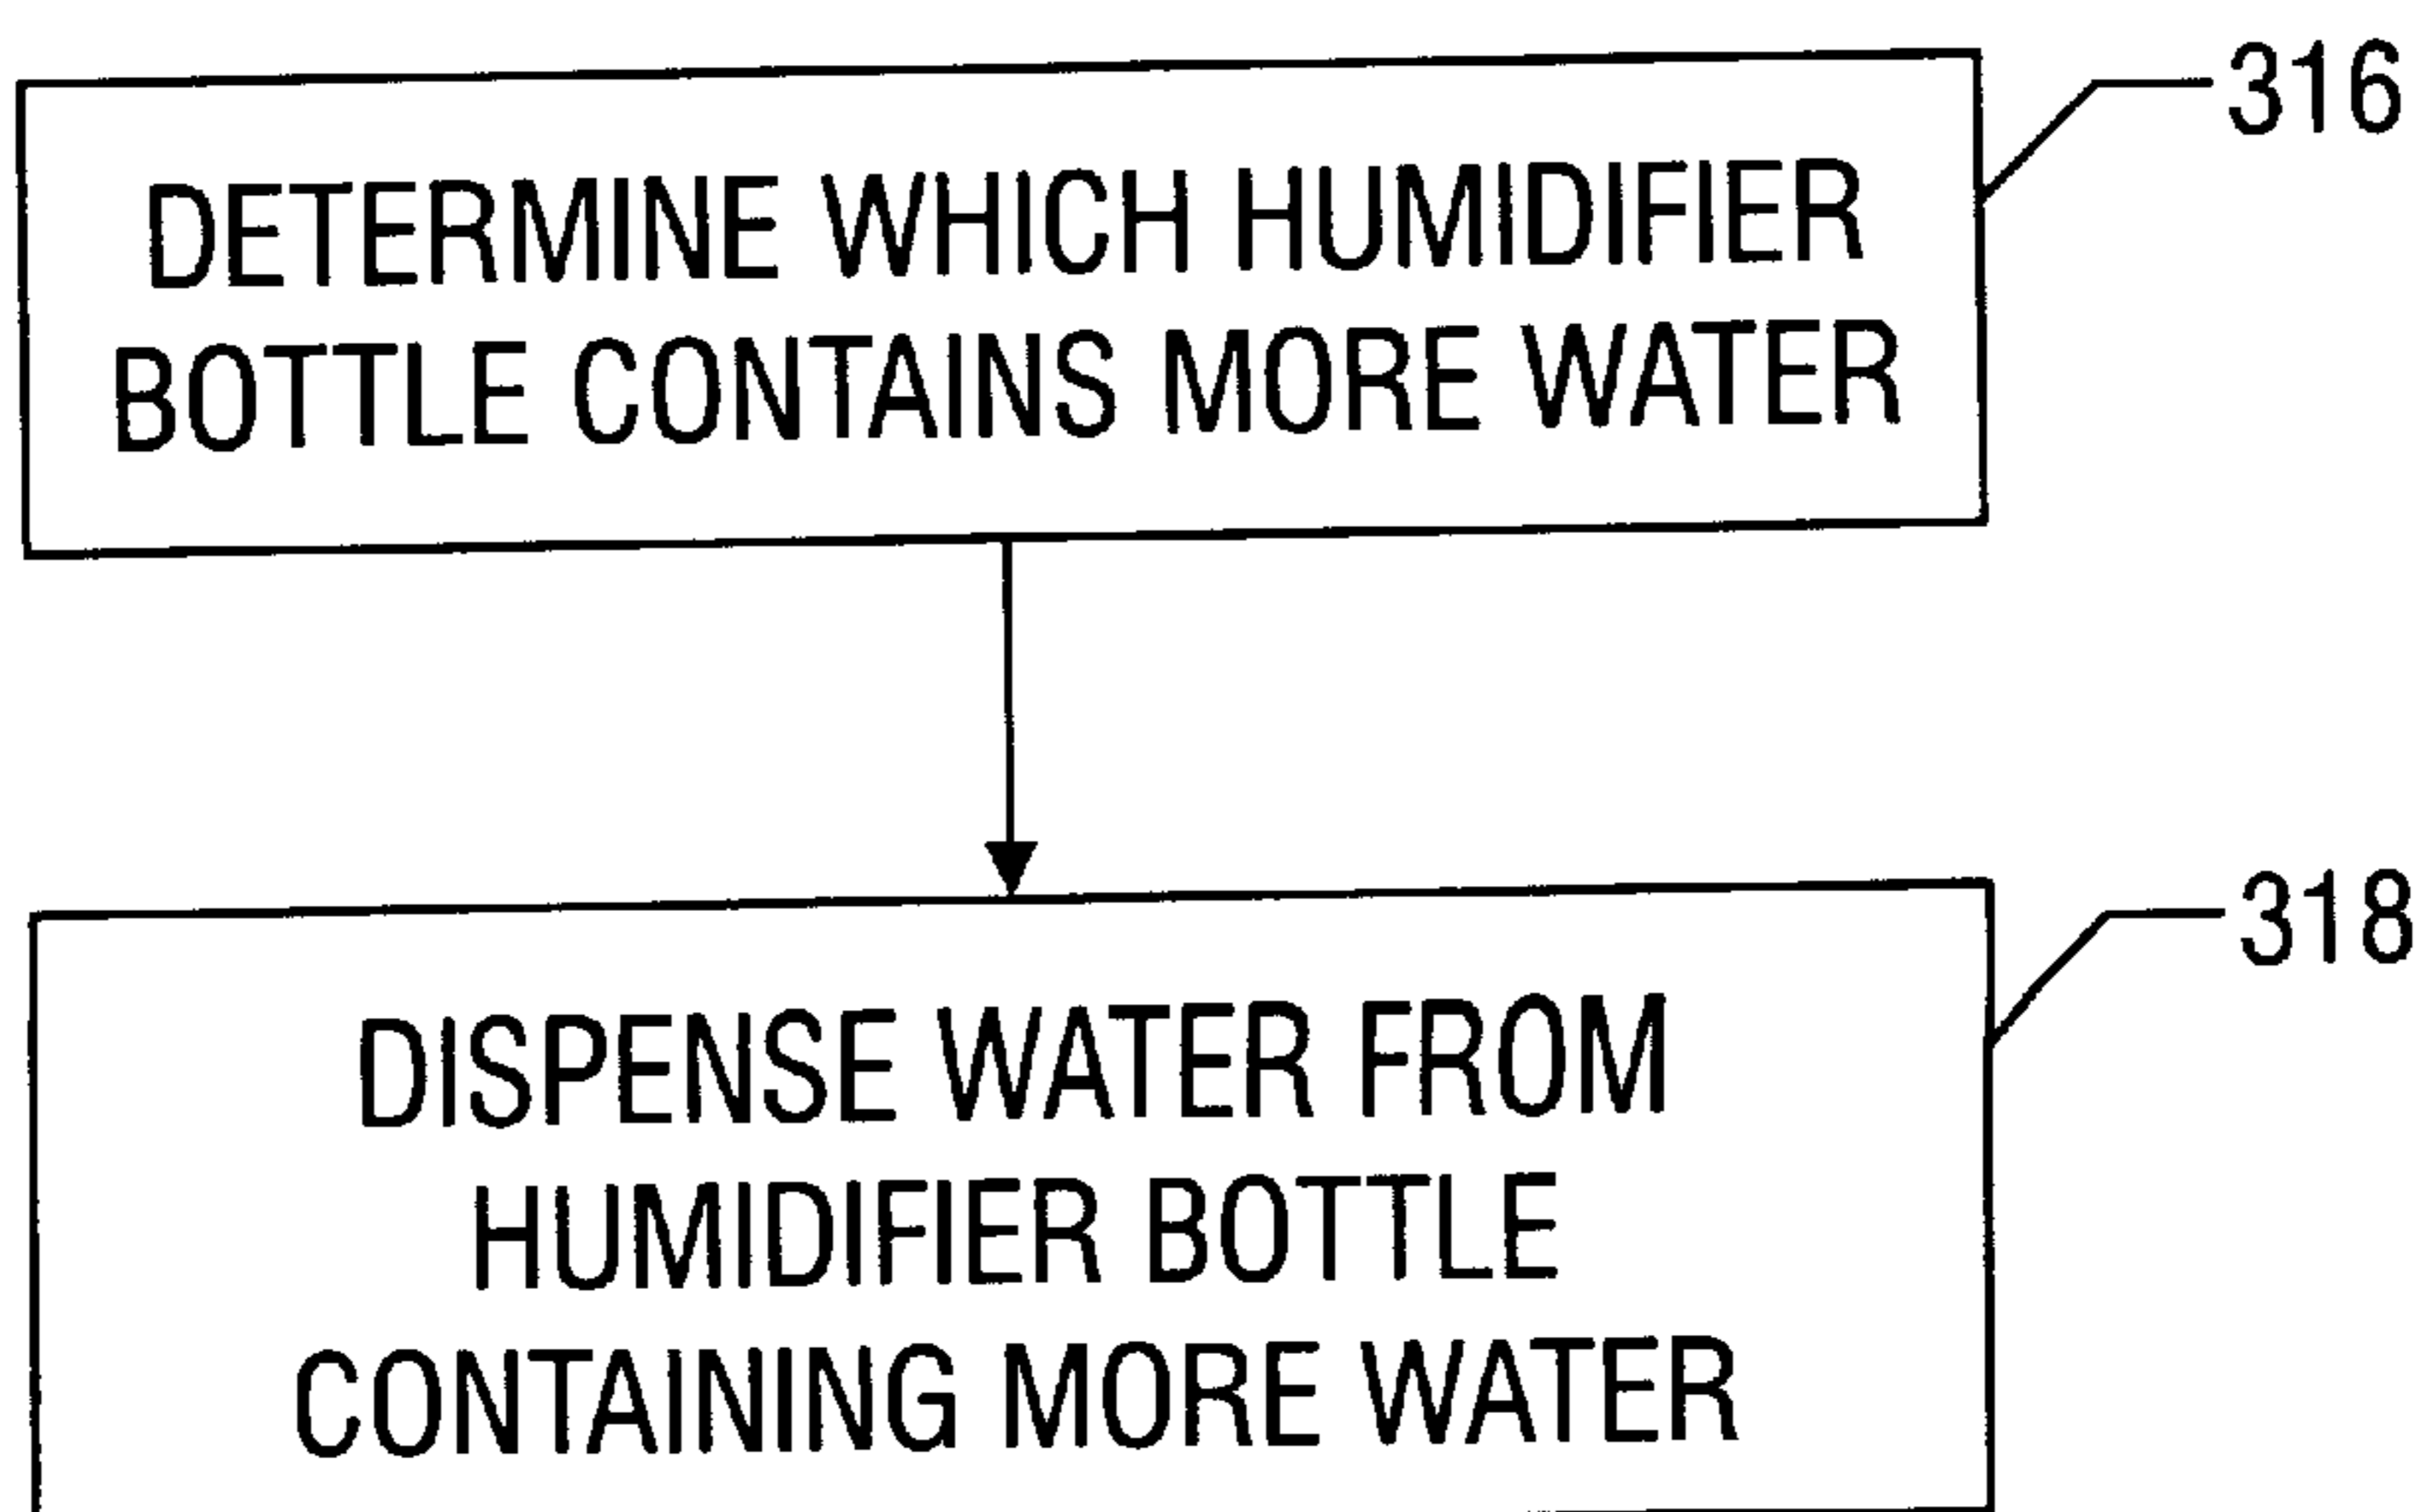 316
DETERMINE WHICH HUMIDIFIER
BOTTLE CONTAINS MORE WATER
318
DISPENSE WATER FROM
HUMIDIFIER BOTTLE
CONTAINING MORE WATER